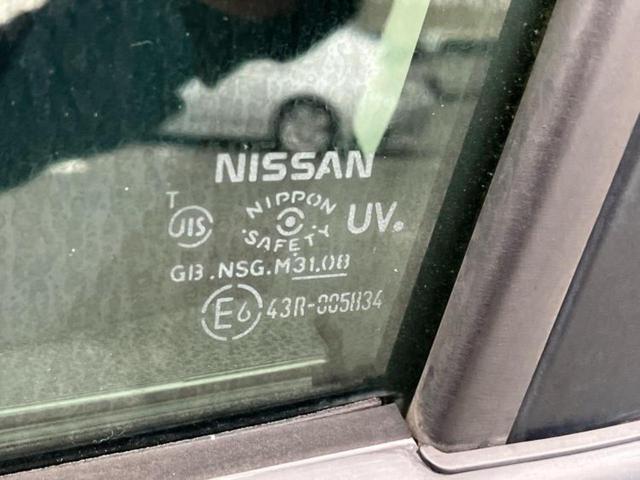 NISSAN
T
JIS NIPPON SAFETY UV.
GB.NSG.M31.08
E6 43R-005834